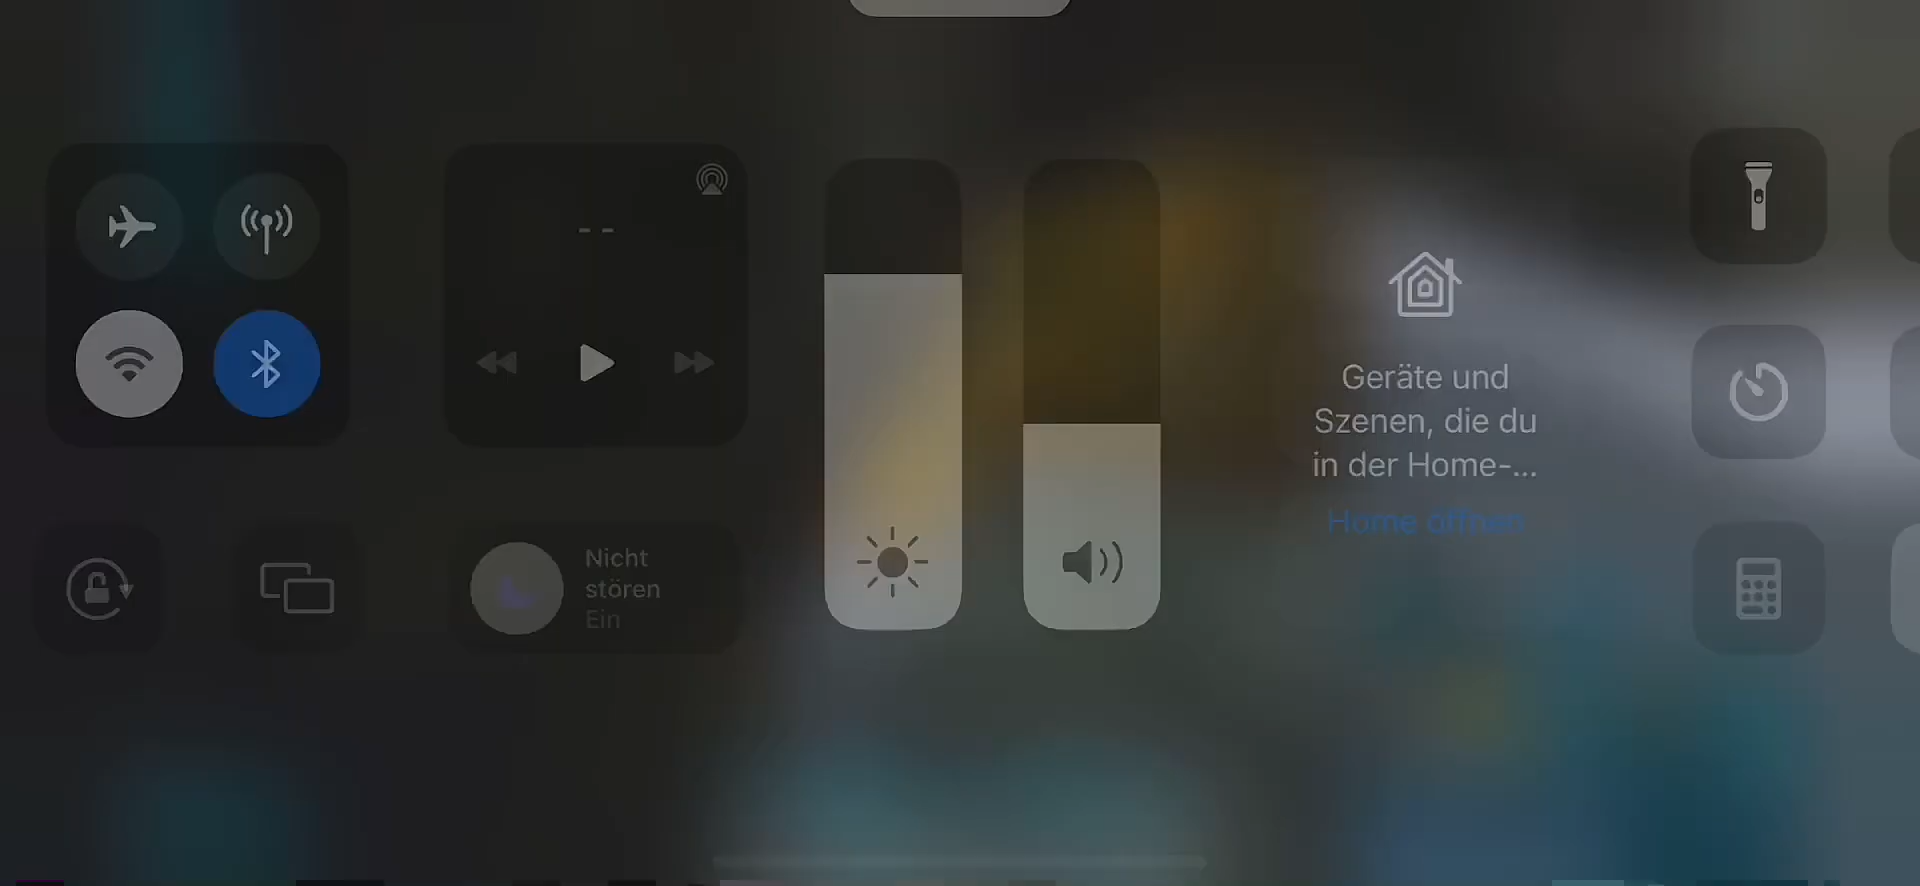 --
Nicht
stören
Ein
Geräte und
Szenen, die du
in der Home-...
Home öffnen